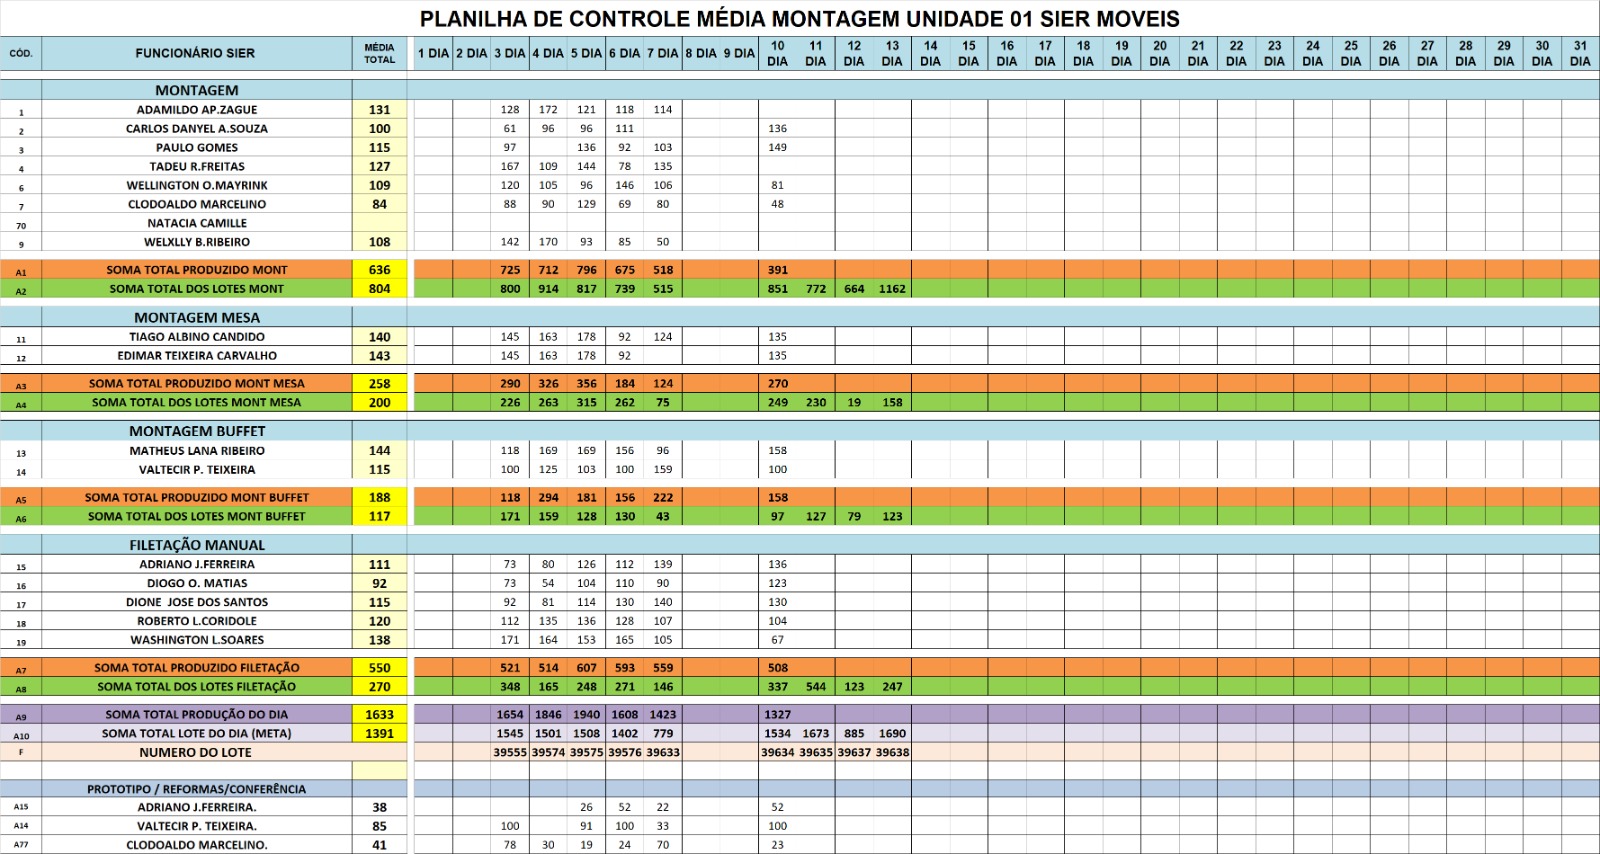 PLANILHA DE CONTROLE MÉDIA MONTAGEM UNIDADE 01 SIER MOVEIS
CÓD. FUNCIONÁRIO SIER MÉDIA TOTAL 1 DIA 2 DIA 3 DIA 4 DIA 5 DIA 6 DIA 7 DIA 8 DIA 9 DIA 10 DIA 11 DIA 12 DIA 13 DIA 14 DIA 15 DIA 16 DIA 17 DIA 18 DIA 19 DIA 20 DIA 21 DIA 22 DIA 23 DIA 24 DIA 25 DIA 26 DIA 27 DIA 28 DIA 29 DIA 30 DIA 31 DIA
MONTAGEM
1 ADAMILDO AP.ZAGUE 131 128 172 121 118 114
2 CARLOS DANYEL A.SOUZA 100 61 96 96 111 136
3 PAULO GOMES 115 97 136 92 103 149
4 TADEU R.FREITAS 127 167 109 144 78 135
6 WELLINGTON O.MAYRINK 109 120 105 96 146 106 81
7 CLODOALDO MARCELINO 84 88 90 129 69 80 48
70 NATACIA CAMILLE
9 WELXLLY B.RIBEIRO 108 142 170 93 85 50
A1 SOMA TOTAL PRODUZIDO MONT 636 725 712 796 675 518 391
A2 SOMA TOTAL DOS LOTES MONT 804 800 914 817 739 515 851 772 664 1162
MONTAGEM MESA
11 TIAGO ALBINO CANDIDO 140 145 163 178 92 124 135
12 EDIMAR TEIXEIRA CARVALHO 143 145 163 178 92 135
A3 SOMA TOTAL PRODUZIDO MONT MESA 258 290 326 356 184 124 270
A4 SOMA TOTAL DOS LOTES MONT MESA 200 226 263 315 262 75 249 230 19 158
MONTAGEM BUFFET
13 MATHEUS LANA RIBEIRO 144 118 169 169 156 96 158
14 VALTECIR P. TEIXEIRA 115 100 125 103 100 159 100
A5 SOMA TOTAL PRODUZIDO MONT BUFFET 188 118 294 181 156 222 158
A6 SOMA TOTAL DOS LOTES MONT BUFFET 117 171 159 128 130 43 97 127 79 123
FILETAÇÃO MANUAL
15 ADRIANO J.FERREIRA 111 73 80 126 112 139 136
16 DIOGO O. MATIAS 92 73 54 104 110 90 123
17 DIONE JOSE DOS SANTOS 115 92 81 114 130 140 130
18 ROBERTO L.CORIDOLE 120 112 135 136 128 107 104
19 WASHINGTON L.SOARES 138 171 164 153 165 105 67
A7 SOMA TOTAL PRODUZIDO FILETAÇÃO 550 521 514 607 593 559 508
A8 SOMA TOTAL DOS LOTES FILETAÇÃO 270 348 165 248 271 146 337 544 123 247
A9 SOMA TOTAL PRODUÇÃO DO DIA 1633 1654 1846 1940 1608 1423 1327
A10 SOMA TOTAL LOTE DO DIA (META) 1391 1545 1501 1508 1402 779 1534 1673 885 1690
F NUMERO DO LOTE 39555 39574 39575 39576 39633 39634 39635 39637 39638
PROTOTIPO / REFORMAS/CONFERÊNCIA
A15 ADRIANO J.FERREIRA. 38 26 52 22 52
A14 VALTECIR P. TEIXEIRA. 85 100 91 100 33 100
A77 CLODOALDO MARCELINO. 41 78 30 19 24 70 23